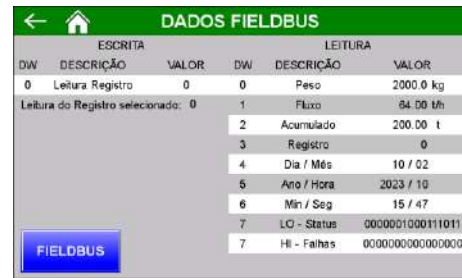 DADOS FIELDBUS
ESCRITA
DW DESCRIÇÃO VALOR
0 Leitura Registro 0
Leitura do Registro selecionado: 0
FIELDBUS
LEITURA
DW DESCRIÇÃO VALOR
0 Peso 2000.0 kg
1 Fluxo 64.00 t/h
2 Acumulado 200.00 t
3 Registro 0
4 Dia / Mês 10 / 02
5 Ano / Hora 2023 / 10
6 Min / Seg 15 / 47
7 LO - Status 0000001000111011
7 HI - Falhas 0000000000000000